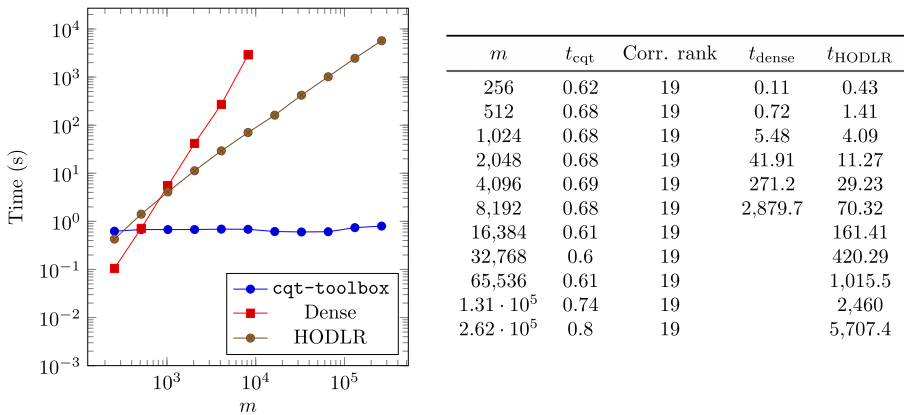 10^4
10^3
10^2
10^1
10^0
10^−1
10^−2
10^−3
Time (s)
10^3 10^4 10^5
m
cqt-toolbox
Dense
HODLR
m t_cqt Corr. rank t_dense t_HODLR
256 0.62 19 0.11 0.43
512 0.68 19 0.72 1.41
1,024 0.68 19 5.48 4.09
2,048 0.68 19 41.91 11.27
4,096 0.69 19 271.2 29.23
8,192 0.68 19 2,879.7 70.32
16,384 0.61 19 161.41
32,768 0.6 19 420.29
65,536 0.61 19 1,015.5
1.31 · 10^5 0.74 19 2,460
2.62 · 10^5 0.8 19 5,707.4